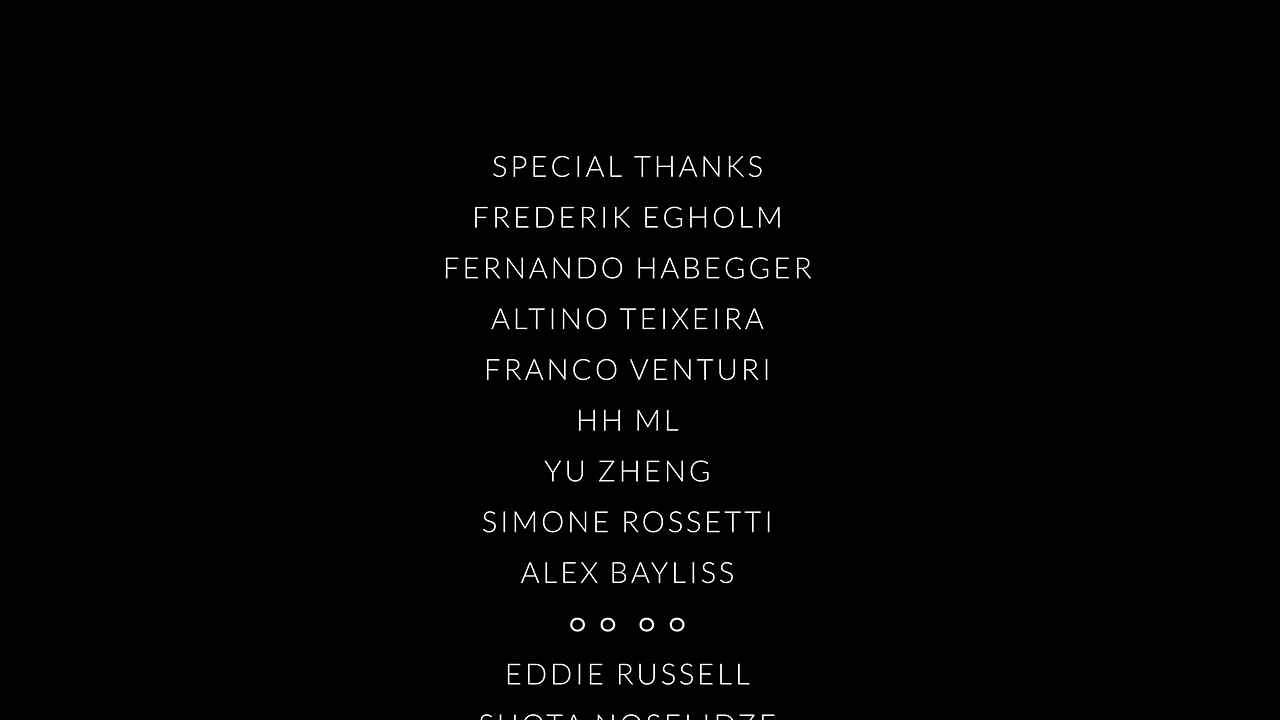 SPECIAL THANKS
FREDERIK EGHOLM
FERNANDO HABEGGER
ALTINO TEIXEIRA
FRANCO VENTURI
HH ML
YU ZHENG
SIMONE ROSSETTI
ALEX BAYLISS
EDDIE RUSSELL